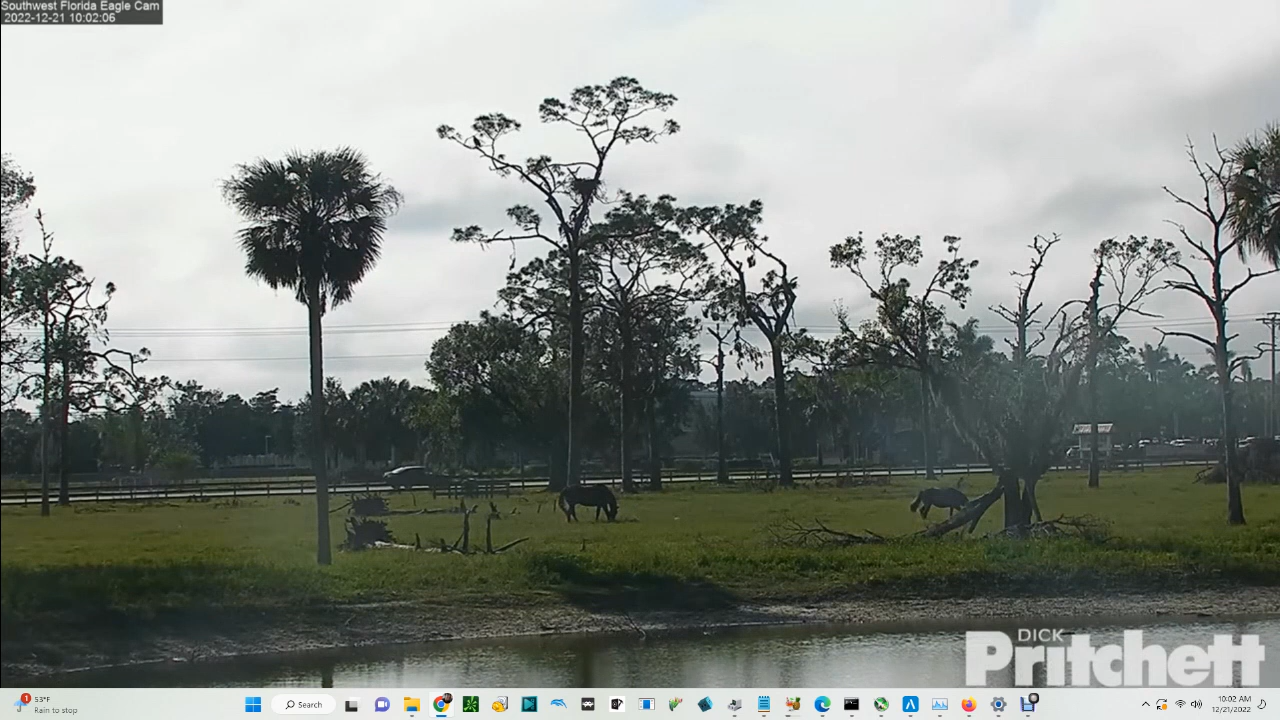 Southwest Florida Eagle Cam
2022-12-21 10:02:06
DICK
Pritchett
1
53°F
Rain to stop
Search
10:02 AM
12/21/2022